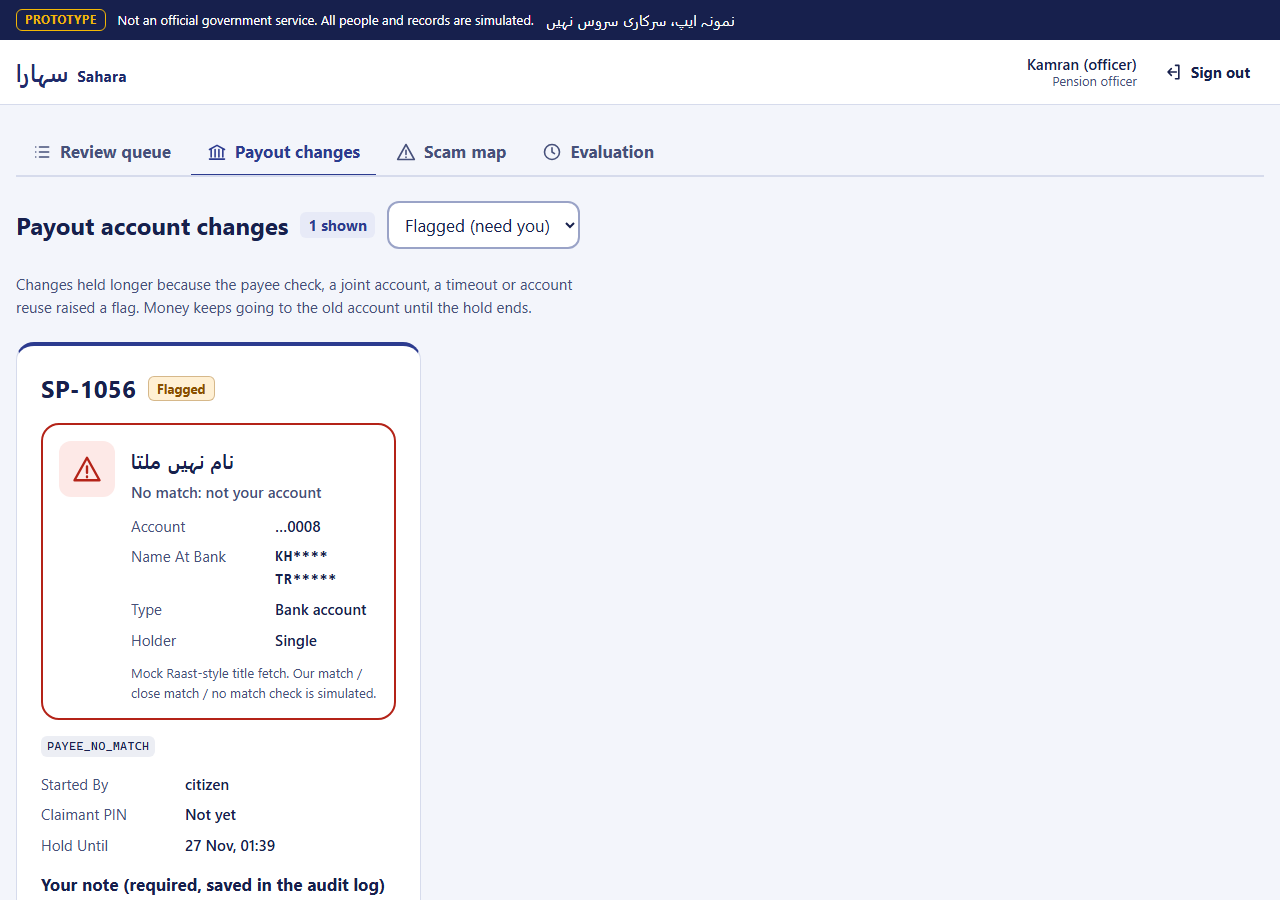 PROTOTYPE Not an official government service. All people and records are simulated. نمونہ ایپ، سرکاری سروس نہیں
سہارا Sahara
Kamran (officer)
Pension officer
Sign out
Review queue Payout changes Scam map Evaluation
Payout account changes 1 shown Flagged (need you)
Changes held longer because the payee check, a joint account, a timeout or account
reuse raised a flag. Money keeps going to the old account until the hold ends.
SP-1056 Flagged
نام نہیں ملتا
No match: not your account
Account ...0008
Name At Bank KH****
TR*****
Type Bank account
Holder Single
Mock Raast-style title fetch. Our match /
close match / no match check is simulated.
PAYEE_NO_MATCH
Started By citizen
Claimant PIN Not yet
Hold Until 27 Nov, 01:39
Your note (required, saved in the audit log)